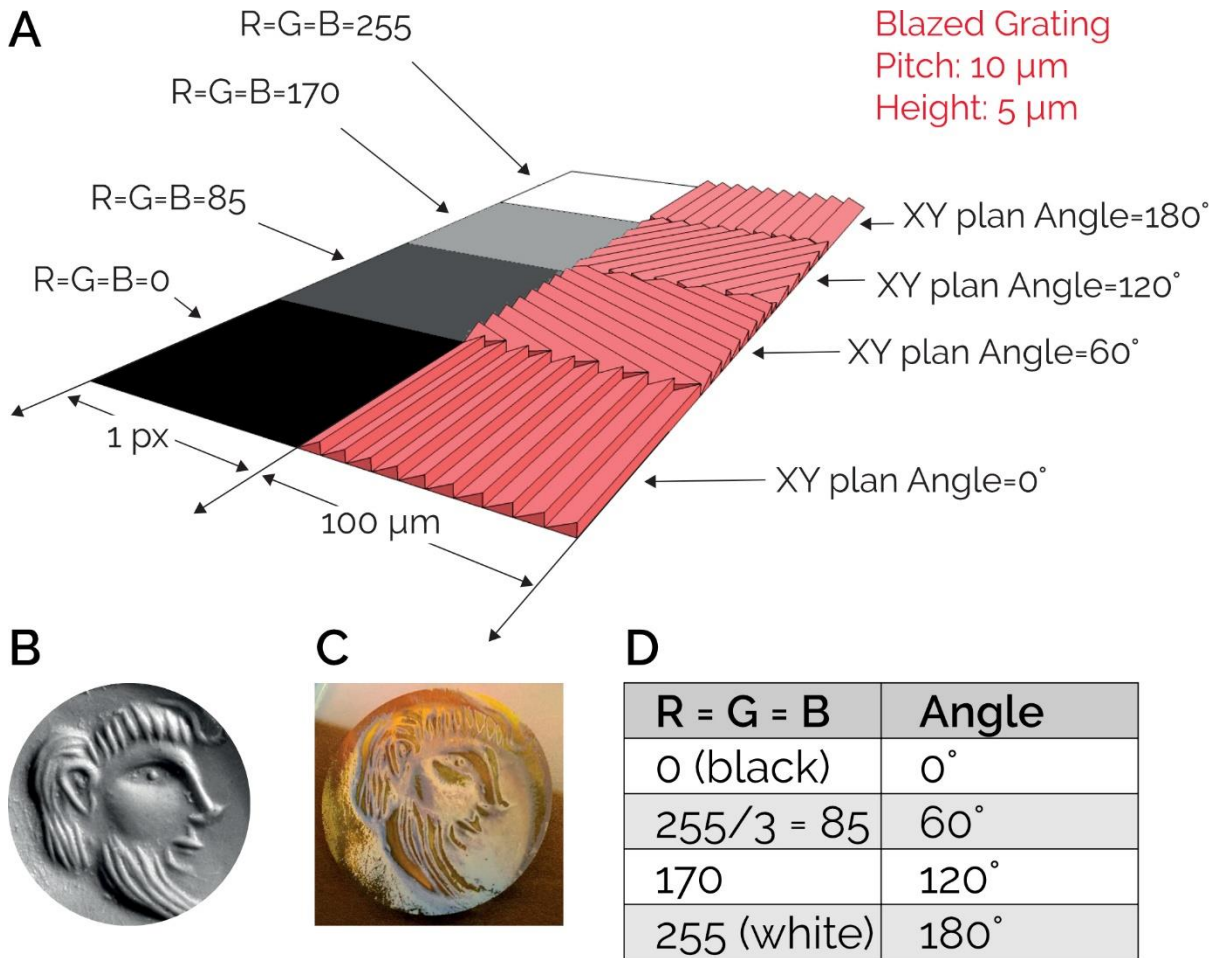 A
R=G=B=255
R=G=B=170
R=G=B=85
R=G=B=0
Blazed Grating
Pitch: 10 µm
Height: 5 µm
XY plan Angle=180°
XY plan Angle=120°
XY plan Angle=60°
XY plan Angle=0°
1 px
100 µm
B
C
D
R = G = B Angle
0 (black) 0°
255/3 = 85 60°
170 120°
255 (white) 180°